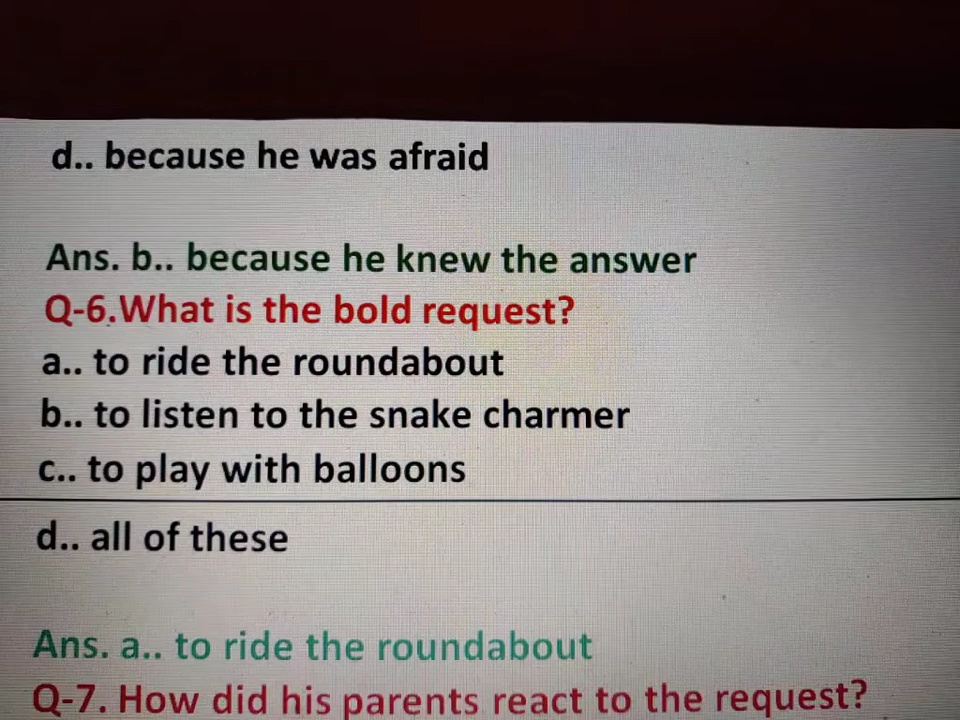 d.. because he was afraid
Ans. b.. because he knew the answer
Q-6.What is the bold request?
a.. to ride the roundabout
b.. to listen to the snake charmer
c.. to play with balloons
d.. all of these
Ans. a.. to ride the roundabout
Q-7. How did his parents react to the request?